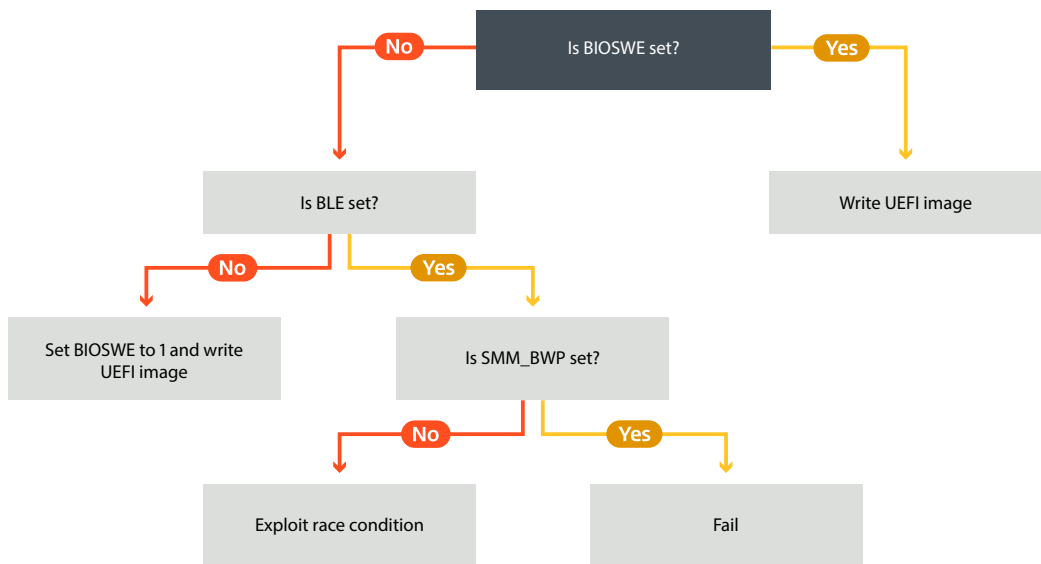 No
Is BIOSWE set?
Yes
Is BLE set?
Write UEFI image
No
Yes
Set BIOSWE to 1 and write
UEFI image
Is SMM_BWP set?
No
Yes
Exploit race condition
Fail